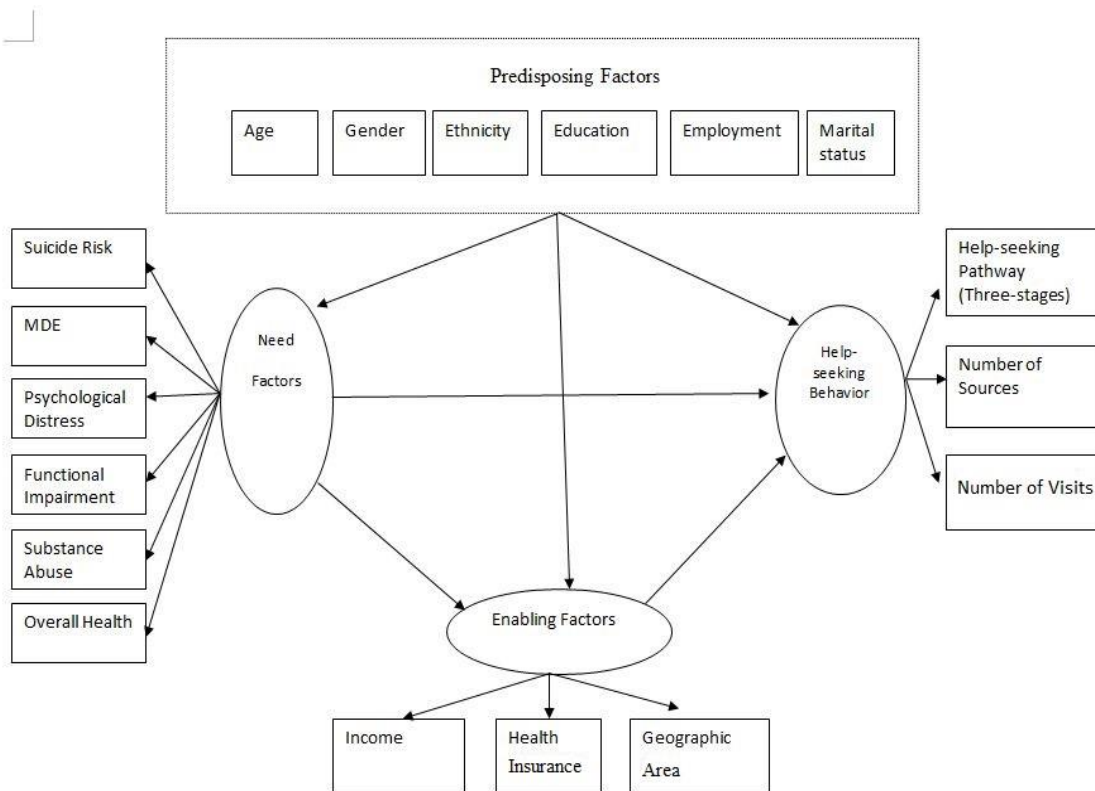 Predisposing Factors
Age
Gender
Ethnicity
Education
Employment
Marital
status
Suicide Risk
MDE
Psychological
Distress
Functional
Impairment
Substance
Abuse
Overall Health
Need
Factors
Help-
seeking
Behavior
Help-seeking
Pathway
(Three-stages)
Number of
Sources
Number of Visits
Enabling Factors
Income
Health
Insurance
Geographic
Area